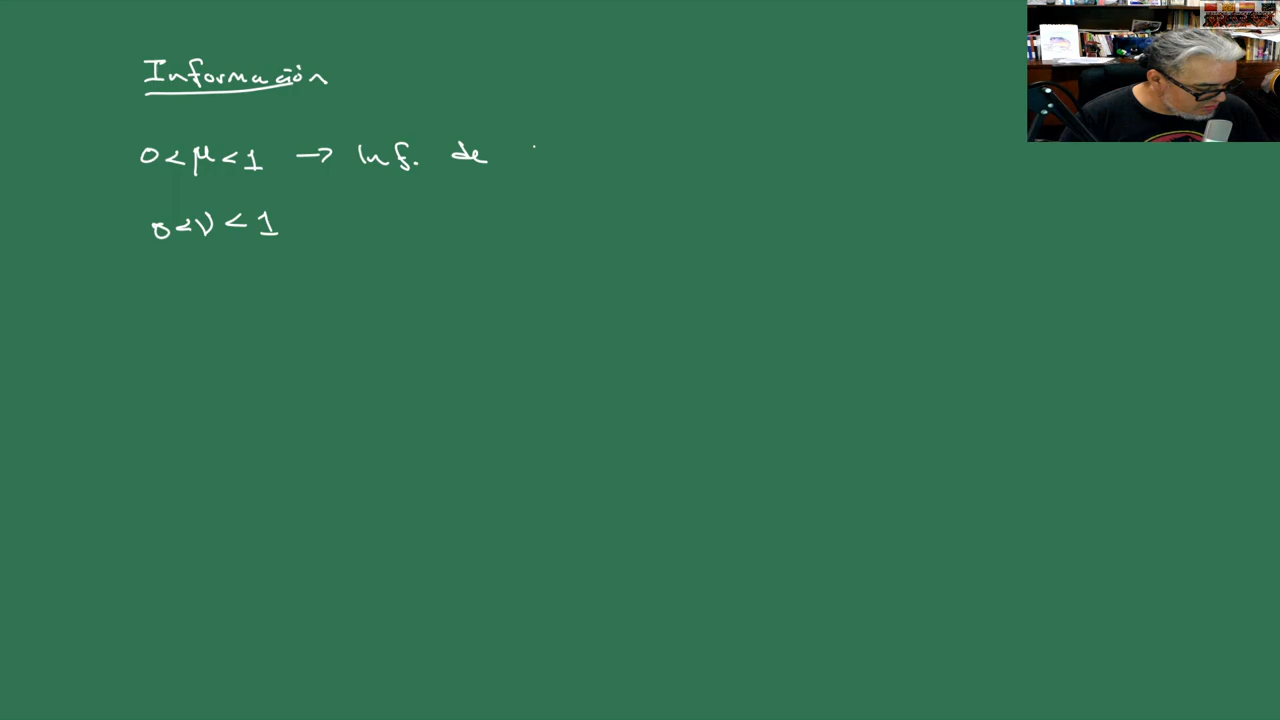 Información
0 < μ < 1 → Inf. de
0 < ν < 1